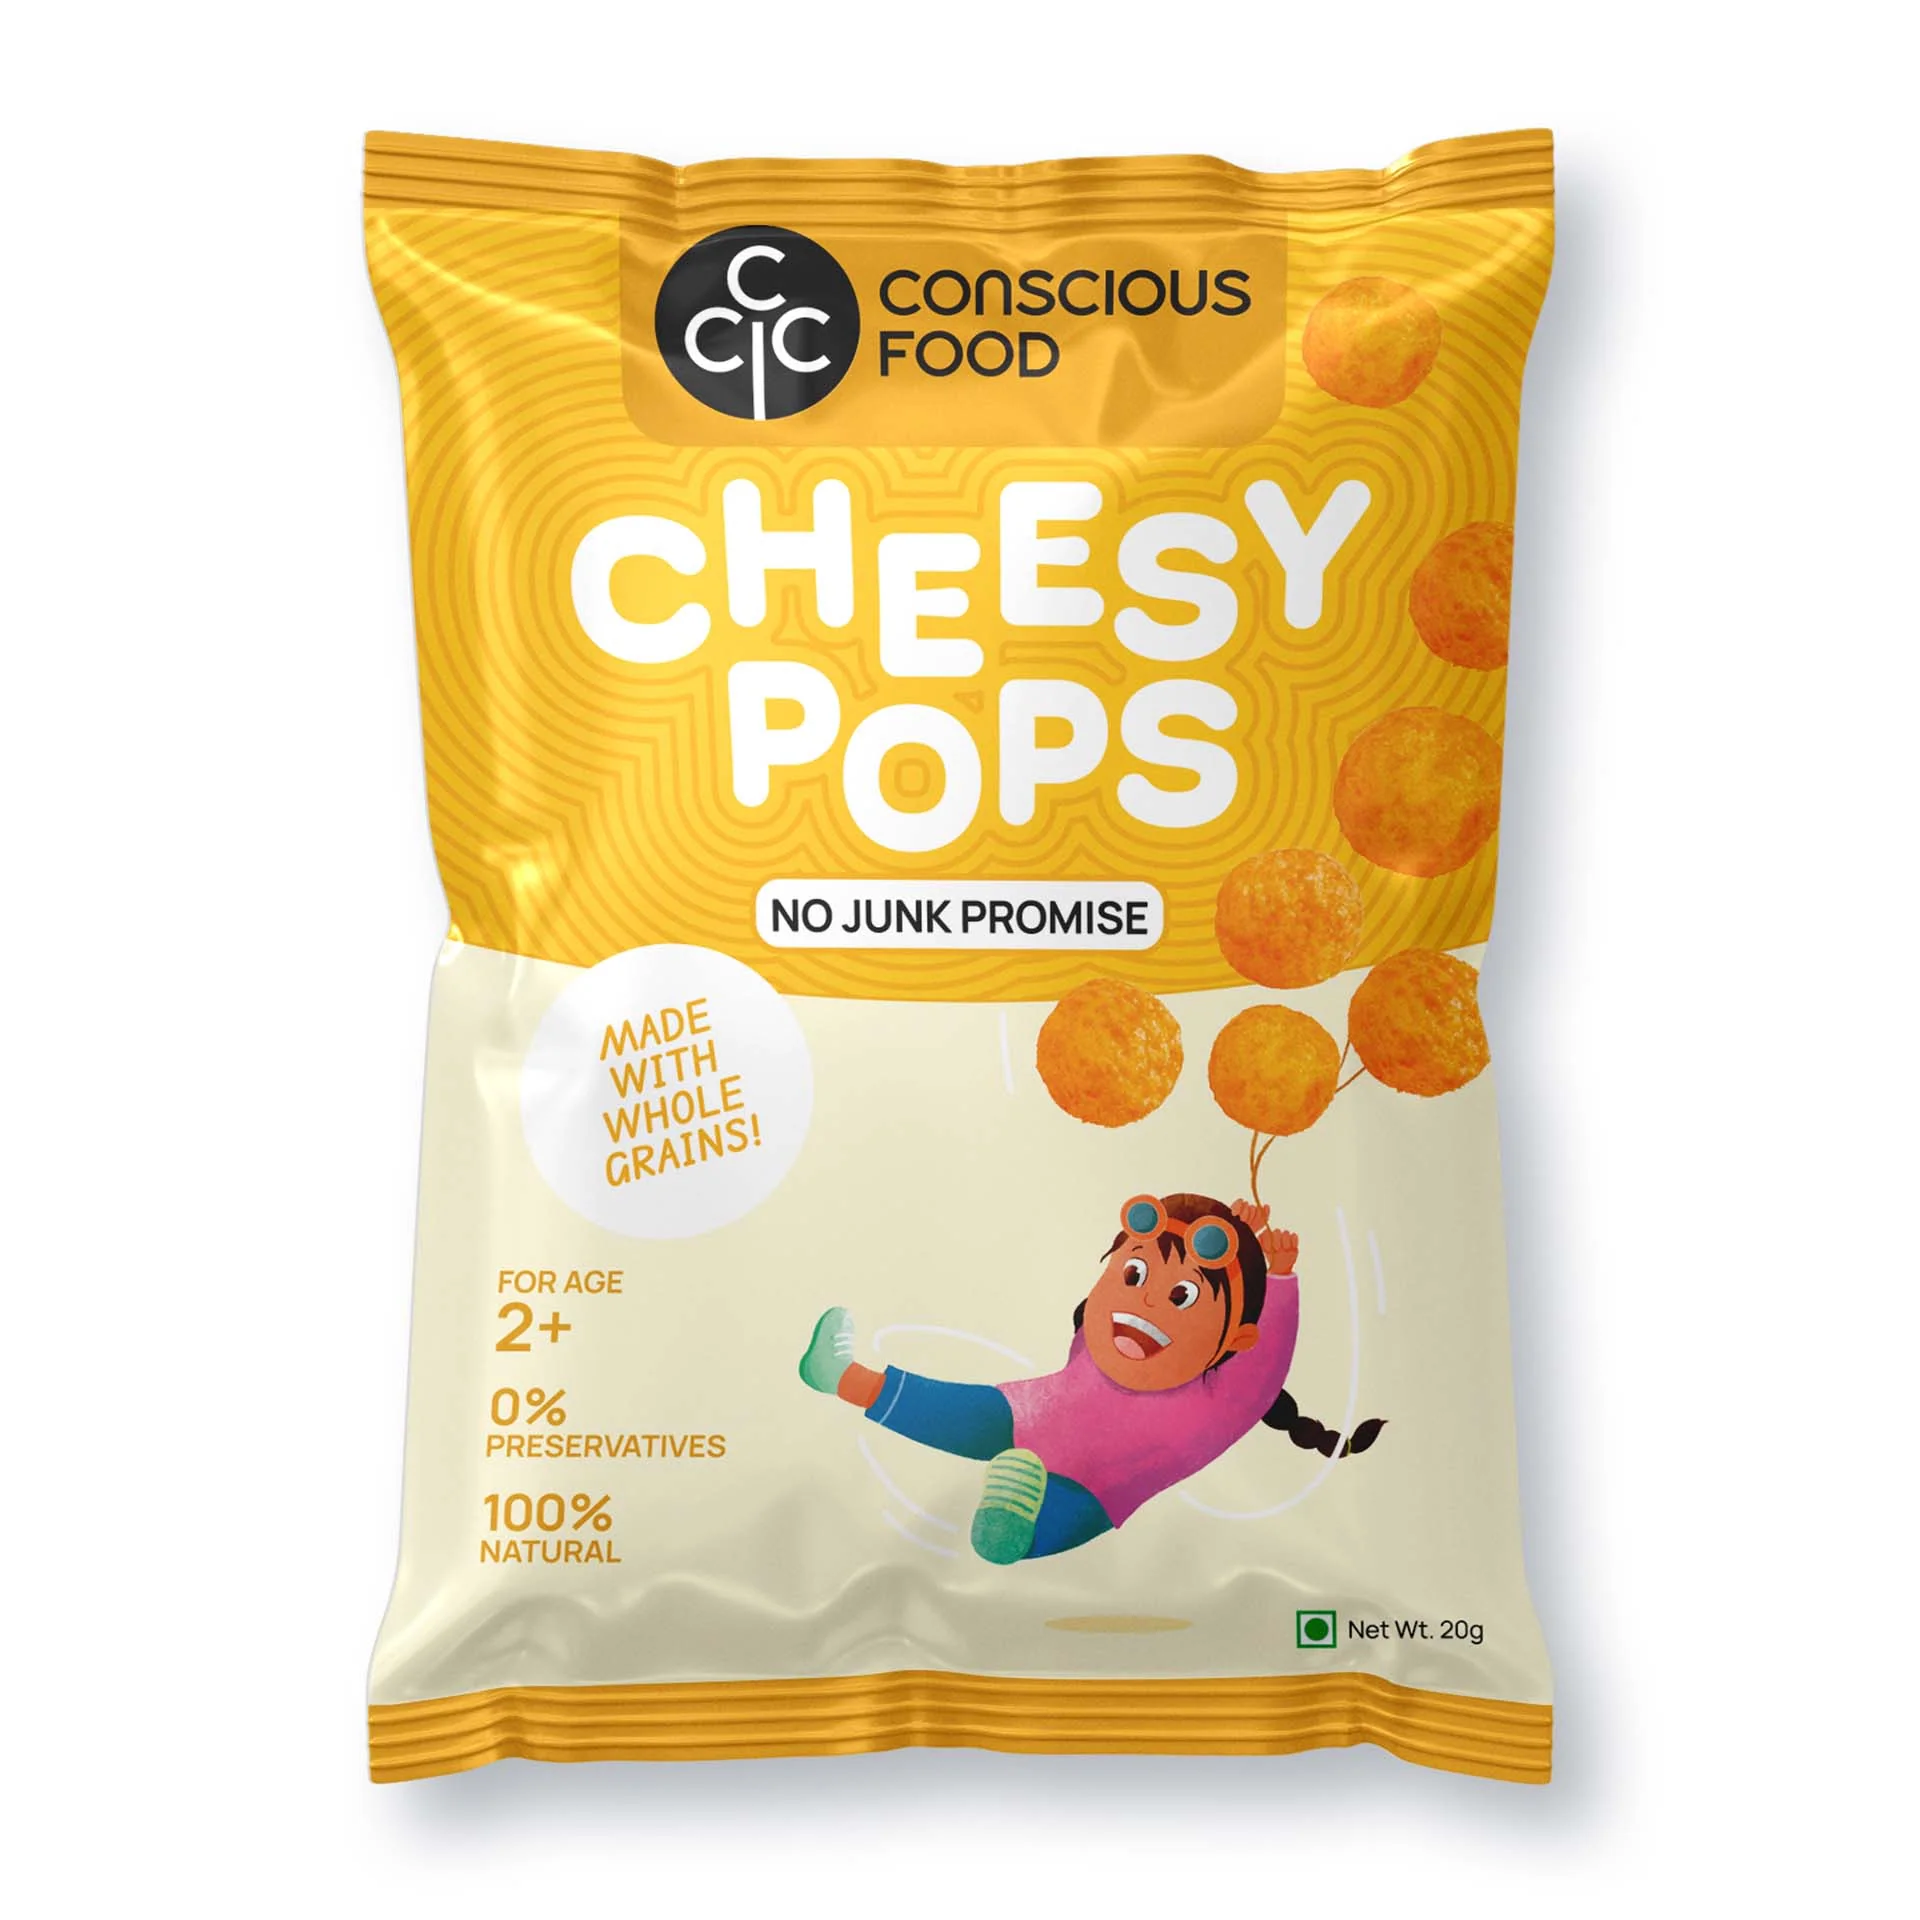 C
CC
CONSCIOUS
FOOD
CHEESY
POPS
NO JUNK PROMISE
MADE
WITH
WHOLE
GRAINS!
FOR AGE
2+
0%
PRESERVATIVES
100%
NATURAL
Net Wt. 20g